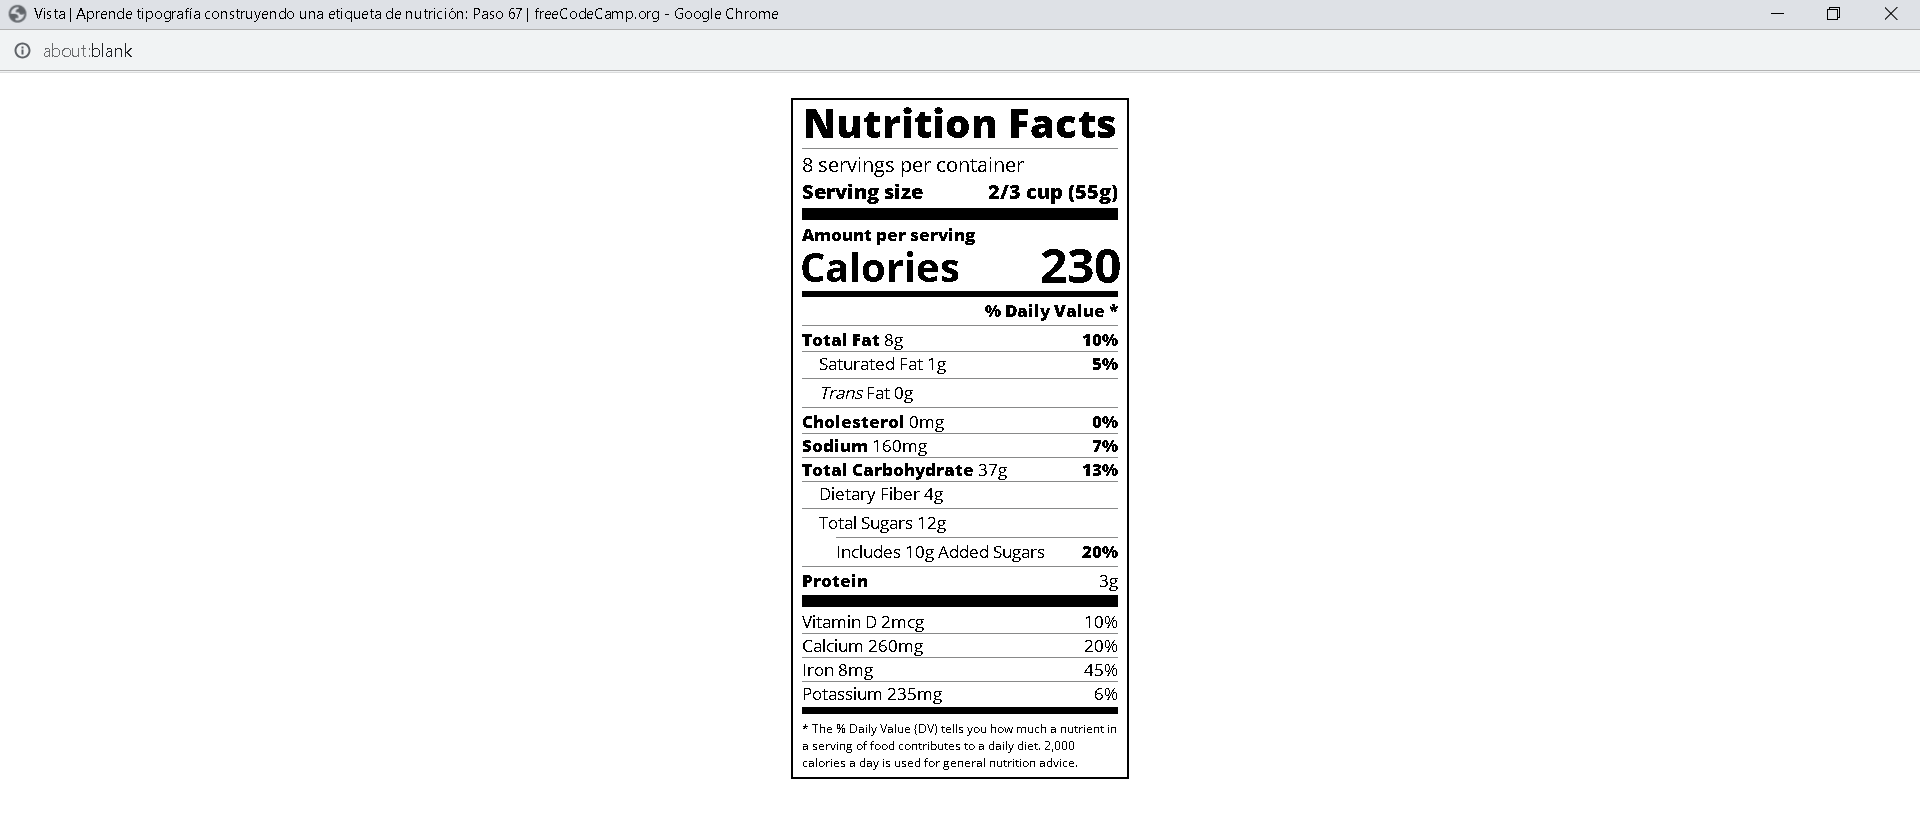 Vista | Aprende tipografía construyendo una etiqueta de nutrición: Paso 67 | freeCodeCamp.org - Google Chrome
about:blank
Nutrition Facts
8 servings per container
Serving size 2/3 cup (55g)
Amount per serving
Calories 230
% Daily Value *
Total Fat 8g 10%
Saturated Fat 1g 5%
Trans Fat 0g
Cholesterol 0mg 0%
Sodium 160mg 7%
Total Carbohydrate 37g 13%
Dietary Fiber 4g
Total Sugars 12g
Includes 10g Added Sugars 20%
Protein 3g
Vitamin D 2mcg 10%
Calcium 260mg 20%
Iron 8mg 45%
Potassium 235mg 6%
* The % Daily Value (DV) tells you how much a nutrient in
a serving of food contributes to a daily diet. 2,000
calories a day is used for general nutrition advice.